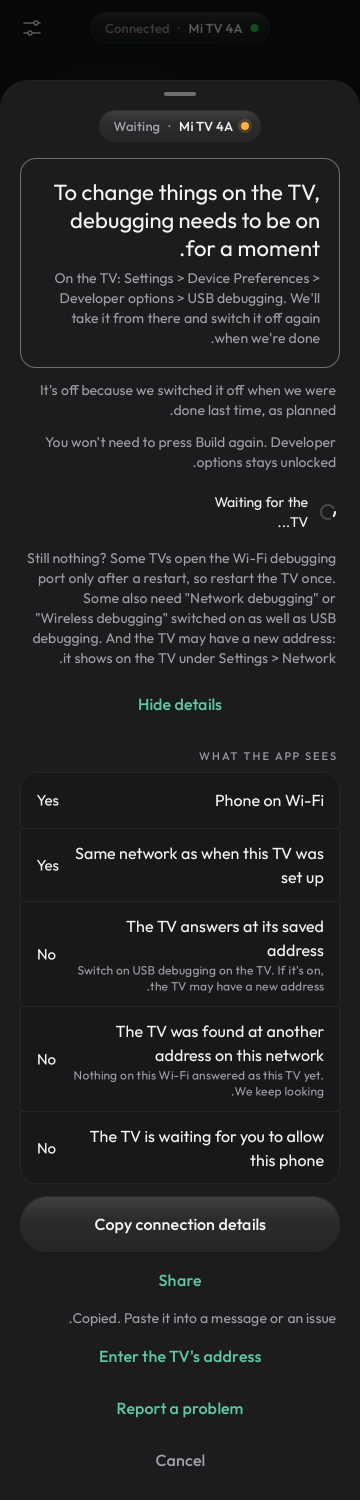 Connected · Mi TV 4A
Waiting · Mi TV 4A
To change things on the TV,
debugging needs to be on
.for a moment
On the TV: Settings > Device Preferences >
Developer options > USB debugging. We'll
take it from there and switch it off again
.when we're done
It's off because we switched it off when we were
.done last time, as planned
You won't need to press Build again. Developer
.options stays unlocked
Waiting for the
...TV
Still nothing? Some TVs open the Wi-Fi debugging
port only after a restart, so restart the TV once.
Some also need "Network debugging" or
"Wireless debugging" switched on as well as USB
debugging. And the TV may have a new address:
.it shows on the TV under Settings > Network
Hide details
WHAT THE APP SEES
Phone on Wi-Fi
Yes
Same network as when this TV was
set up
Yes
The TV answers at its saved
address
Switch on USB debugging on the TV. If it's on,
.the TV may have a new address
No
The TV was found at another
address on this network
Nothing on this Wi-Fi answered as this TV yet.
.We keep looking
No
The TV is waiting for you to allow
this phone
No
Copy connection details
Share
.Copied. Paste it into a message or an issue
Enter the TV's address
Report a problem
Cancel